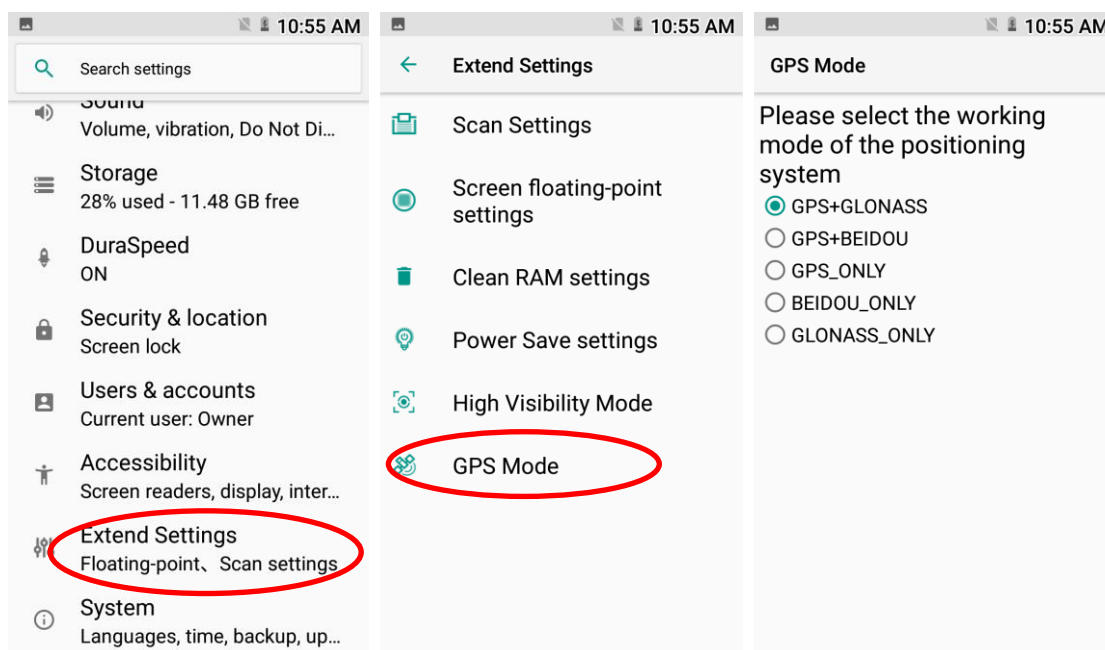 10:55 AM
Search settings
Sound
Volume, vibration, Do Not Di...
Storage
28% used - 11.48 GB free
DuraSpeed
ON
Security & location
Screen lock
Users & accounts
Current user: Owner
Accessibility
Screen readers, display, inter...
Extend Settings
Floating-point、Scan settings
System
Languages, time, backup, up...
10:55 AM
Extend Settings
Scan Settings
Screen floating-point
settings
Clean RAM settings
Power Save settings
High Visibility Mode
GPS Mode
10:55 AM
GPS Mode
Please select the working
mode of the positioning
system
GPS+GLONASS
GPS+BEIDOU
GPS_ONLY
BEIDOU_ONLY
GLONASS_ONLY